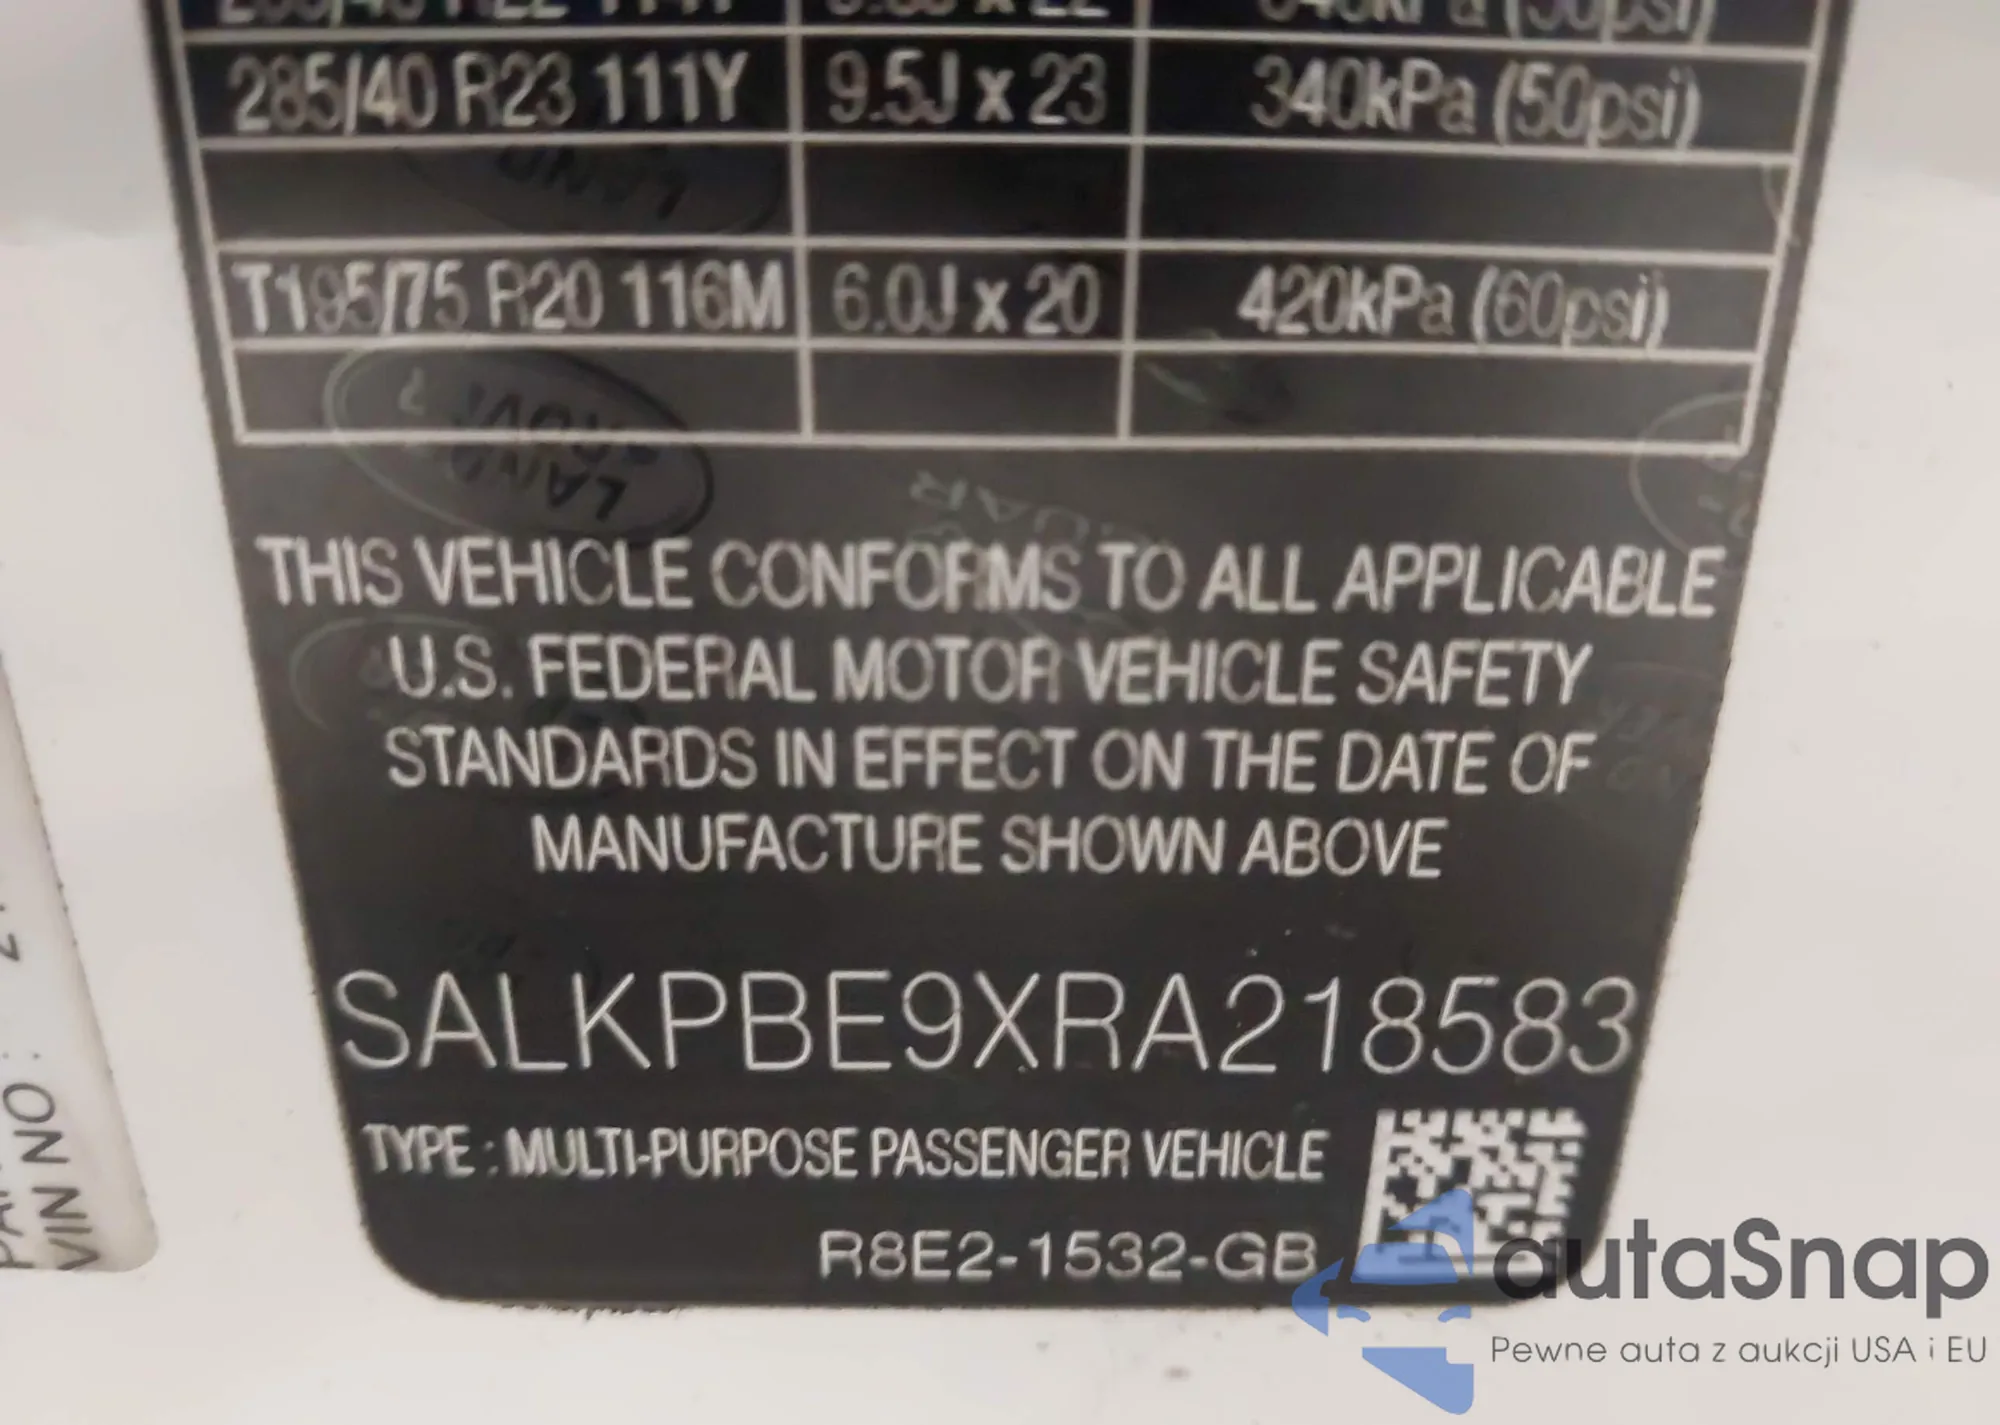 285/40 R23 111Y 9.5J x 23 340kPa (50psi)
T195/75 R20 116M 6.0J x 20 420kPa (60psi)
THIS VEHICLE CONFORMS TO ALL APPLICABLE
U.S. FEDERAL MOTOR VEHICLE SAFETY
STANDARDS IN EFFECT ON THE DATE OF
MANUFACTURE SHOWN ABOVE
SALKPBE9XRA218583
TYPE : MULTI-PURPOSE PASSENGER VEHICLE
R8E2-1532-GB
VIN NO :
autaSnap
Pewne auta z aukcji USA i EU